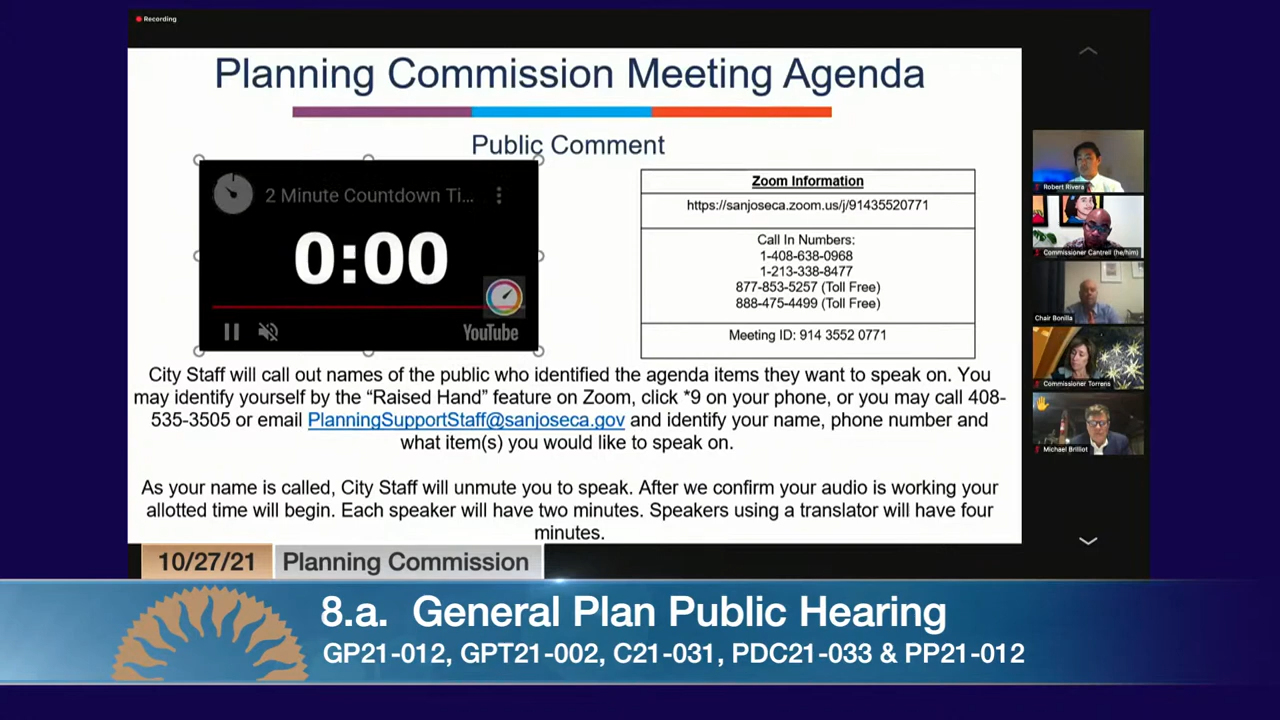 Recording
Planning Commission Meeting Agenda
Public Comment
2 Minute Countdown Ti...
0:00
YouTube
Zoom Information
https://sanjoseca.zoom.us/j/91435520771
Call In Numbers:
1-408-638-0968
1-213-338-8477
877-853-5257 (Toll Free)
888-475-4499 (Toll Free)
Meeting ID: 914 3552 0771
City Staff will call out names of the public who identified the agenda items they want to speak on. You
may identify yourself by the “Raised Hand” feature on Zoom, click *9 on your phone, or you may call 408-
535-3505 or email PlanningSupportStaff@sanjoseca.gov and identify your name, phone number and
what item(s) you would like to speak on.
As your name is called, City Staff will unmute you to speak. After we confirm your audio is working your
allotted time will begin. Each speaker will have two minutes. Speakers using a translator will have four
minutes.
Robert Rivera
Commissioner Cantrell (he/him)
Chair Bonilla
Commissioner Torrens
Michael Brilliot
10/27/21
Planning Commission
8.a. General Plan Public Hearing
GP21-012, GPT21-002, C21-031, PDC21-033 & PP21-012